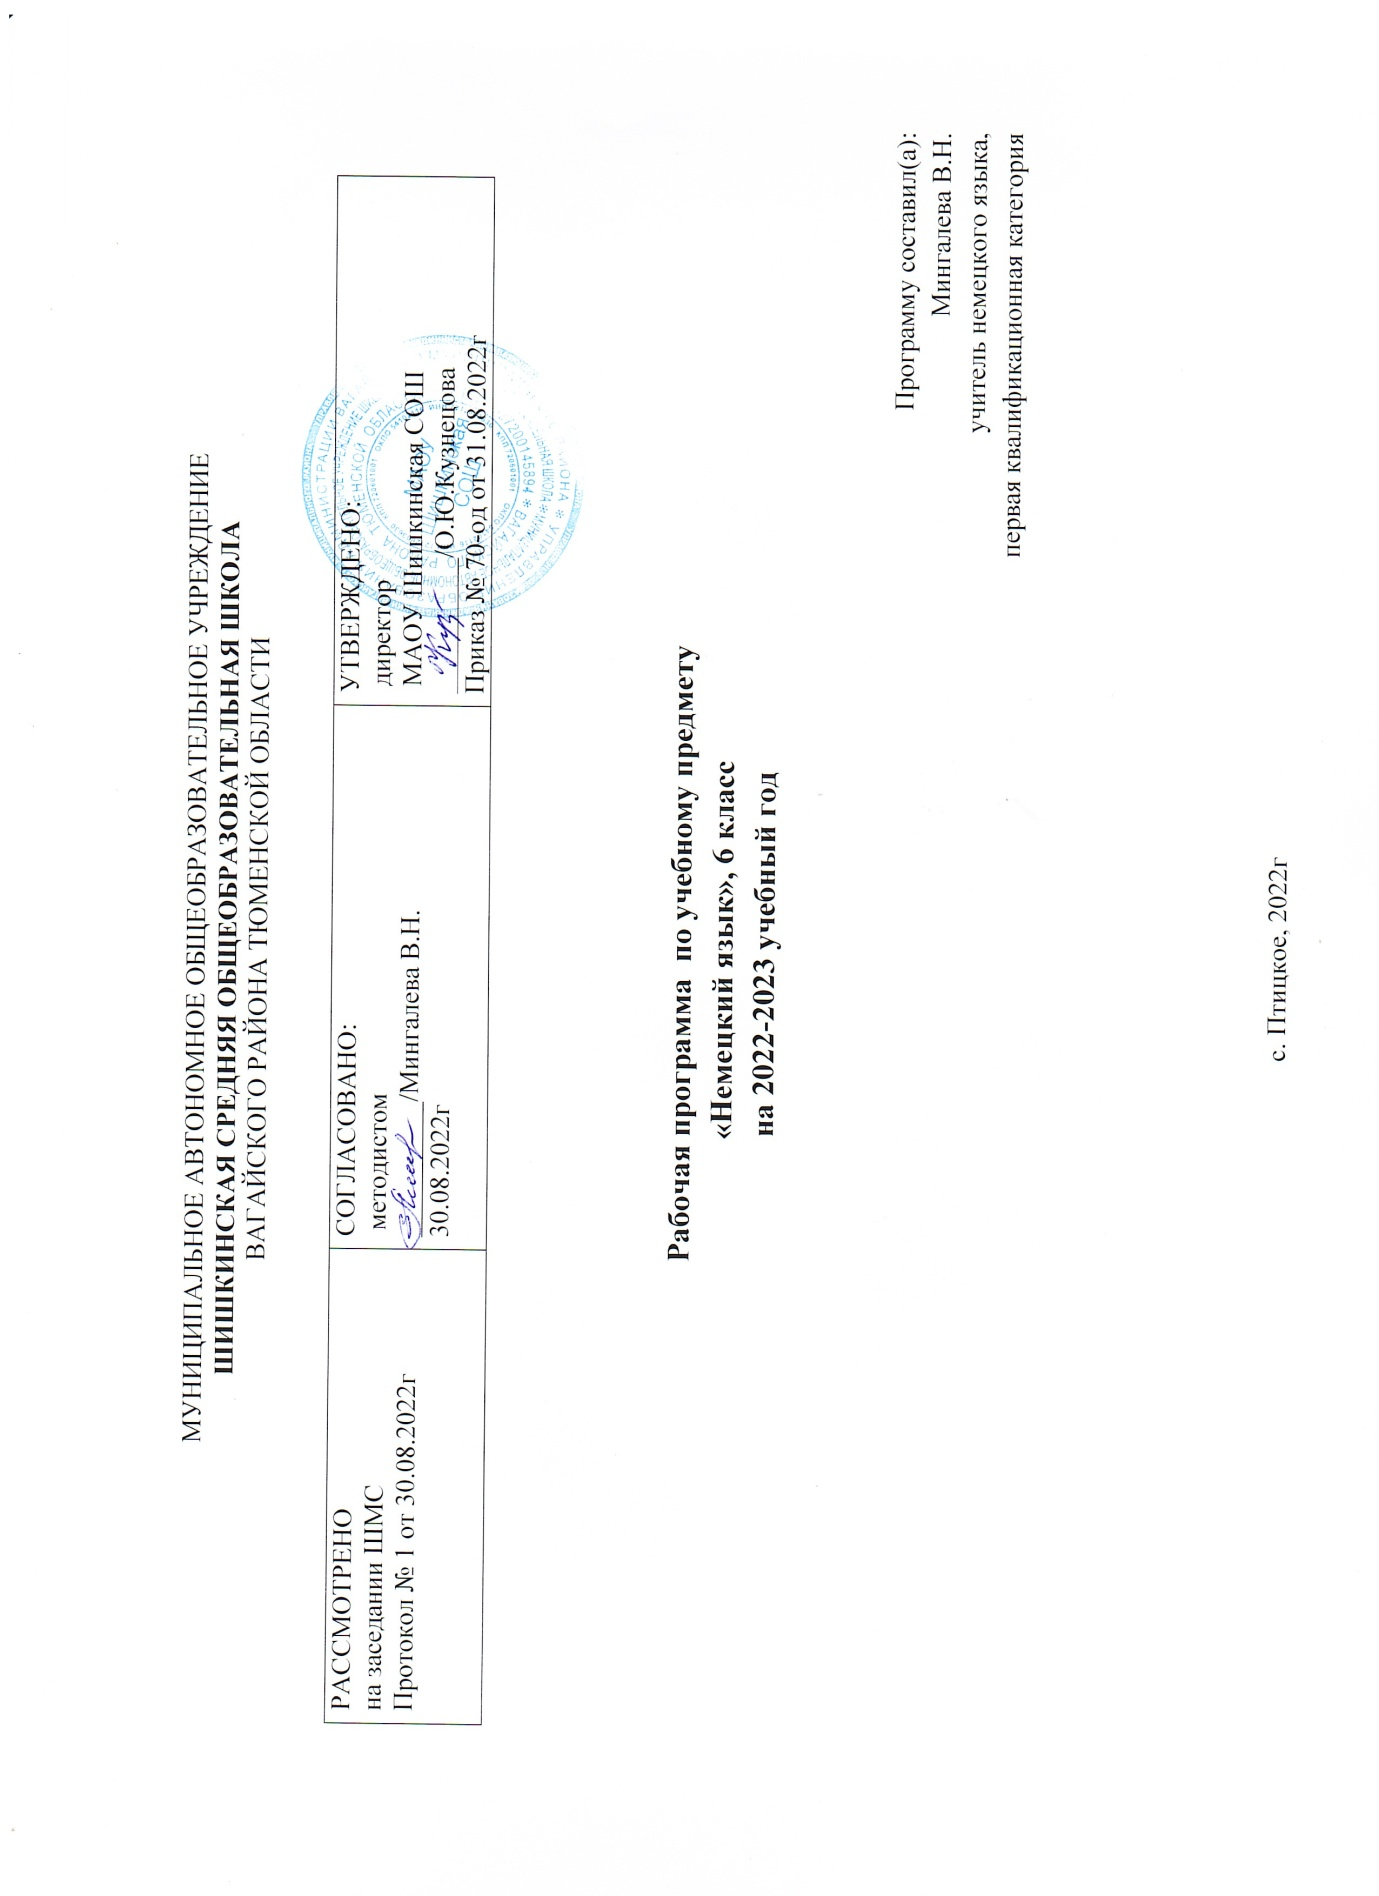 МУНИЦИПАЛЬНОЕ АВТОНОМНОЕ ОБЩЕОБРАЗОВАТЕЛЬНОЕ УЧРЕЖДЕНИЕ
ШИШКИНСКАЯ СРЕДНЯЯ ОБЩЕОБРАЗОВАТЕЛЬНАЯ ШКОЛА
ВАГАЙСКОГО РАЙОНА ТЮМЕНСКОЙ ОБЛАСТИ
РАССМОТРЕНО
на заседании ШМС
Протокол № 1 от 30.08.2022г
СОГЛАСОВАНО:
методистом
/Мингалева В.Н.
30.08.2022г
УТВЕРЖДЕНО:
директор
МАОУ Шишкинская СОШ
/О.Ю.Кузнецова
Приказ № 70-од от 31.08.2022г
Рабочая программа по учебному предмету
«Немецкий язык», 6 класс
на 2022-2023 учебный год
Программу составил(а):
Мингалева В.Н.
учитель немецкого языка,
первая квалификационная категория
с. Птицкое, 2022г